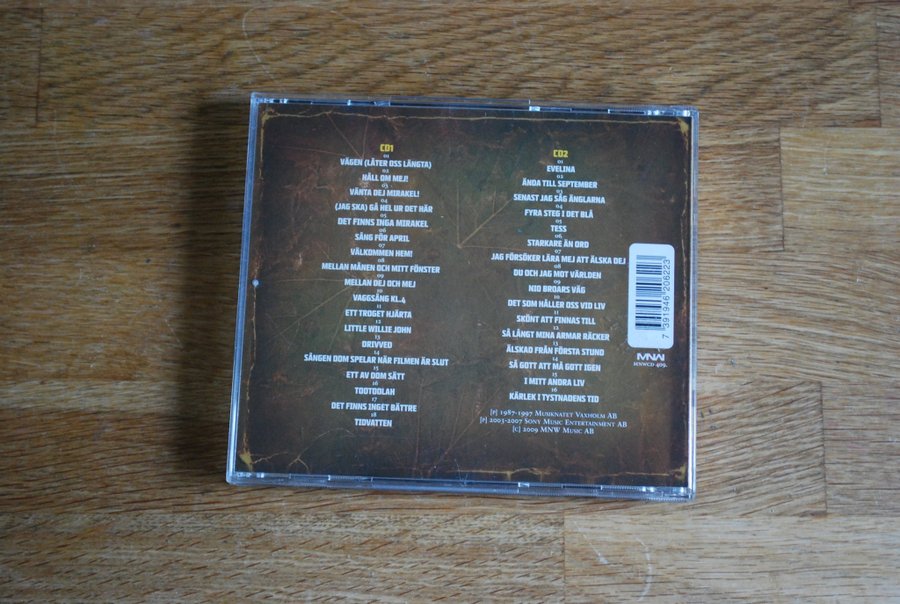 CD1
01
VÄGEN (LÅTER OSS LÄNGTA)
02
HÅLL OM MEJ!
03
VÄNTA DEJ MIRAKEL!
04
(JAG SKA) GÅ HEL UR DET HÄR
05
DET FINNS INGA MIRAKEL
06
SÅNG FÖR APRIL
07
VÄLKOMMEN HEM!
08
MELLAN MÅNEN OCH MITT FÖNSTER
09
MELLAN DEJ OCH MEJ
10
VAGGSÅNG KL.4
11
ETT TROGET HJÄRTA
12
LITTLE WILLIE JOHN
13
DRIVVED
14
SÅNGEN DOM SPELAR NÄR FILMEN ÄR SLUT
15
ETT AV DOM SÄTT
16
TOOTOOLAH
17
DET FINNS INGET BÄTTRE
18
TIDVATTEN
CD2
01
EVELINA
02
ÄNDA TILL SEPTEMBER
03
SENAST JAG SÅG ÄNGLARNA
04
FYRA STEG I DET BLÅ
05
TESS
06
STARKARE ÄN ORD
07
JAG FÖRSÖKER LÄRA MEJ ATT ÄLSKA DEJ
08
DU OCH JAG MOT VÄRLDEN
09
NIO BROARS VÄG
10
DET SOM HÅLLER OSS VID LIV
11
SKÖNT ATT FINNAS TILL
12
SÅ LÅNGT MINA ARMAR RÄCKER
13
ÄLSKAD FRÅN FÖRSTA STUND
14
SÅ GOTT ATT MÅ GOTT IGEN
15
I MITT ANDRA LIV
16
KÄRLEK I TYSTNADENS TID
[P] 1987-1997 MUSIKNÄTET VAXHOLM AB
[P] 2003-2007 SONY MUSIC ENTERTAINMENT AB
[C] 2009 MNW MUSIC AB
7 391946 206223
MNW
MNWCD 409.